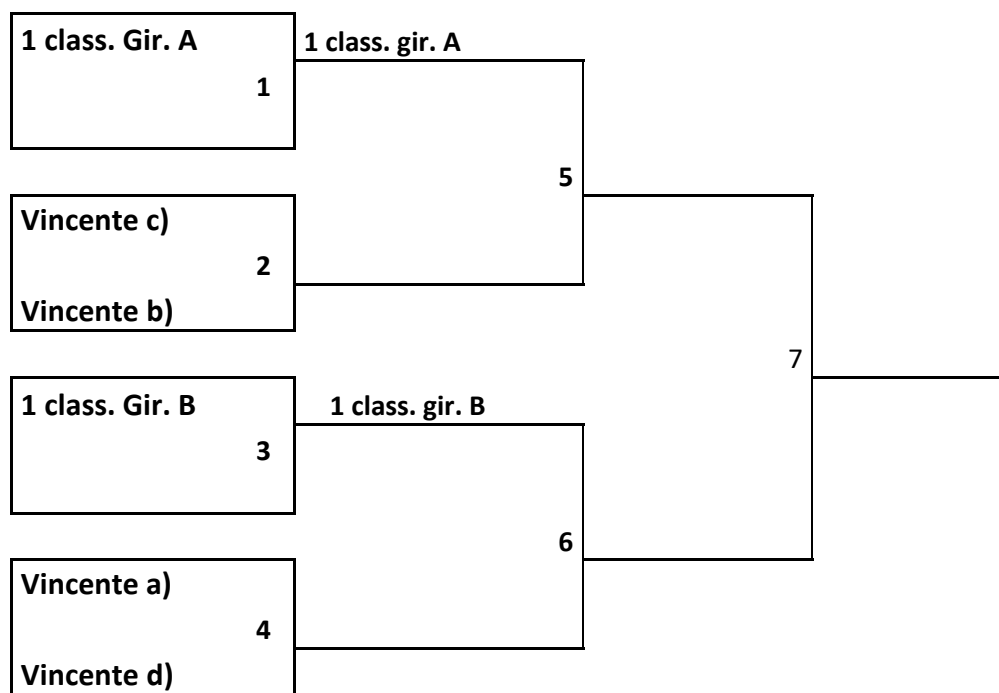 1 class. Gir. A
1 class. gir. A
1
5
Vincente c)
2
Vincente b)
7
1 class. Gir. B
1 class. gir. B
3
6
Vincente a)
4
Vincente d)